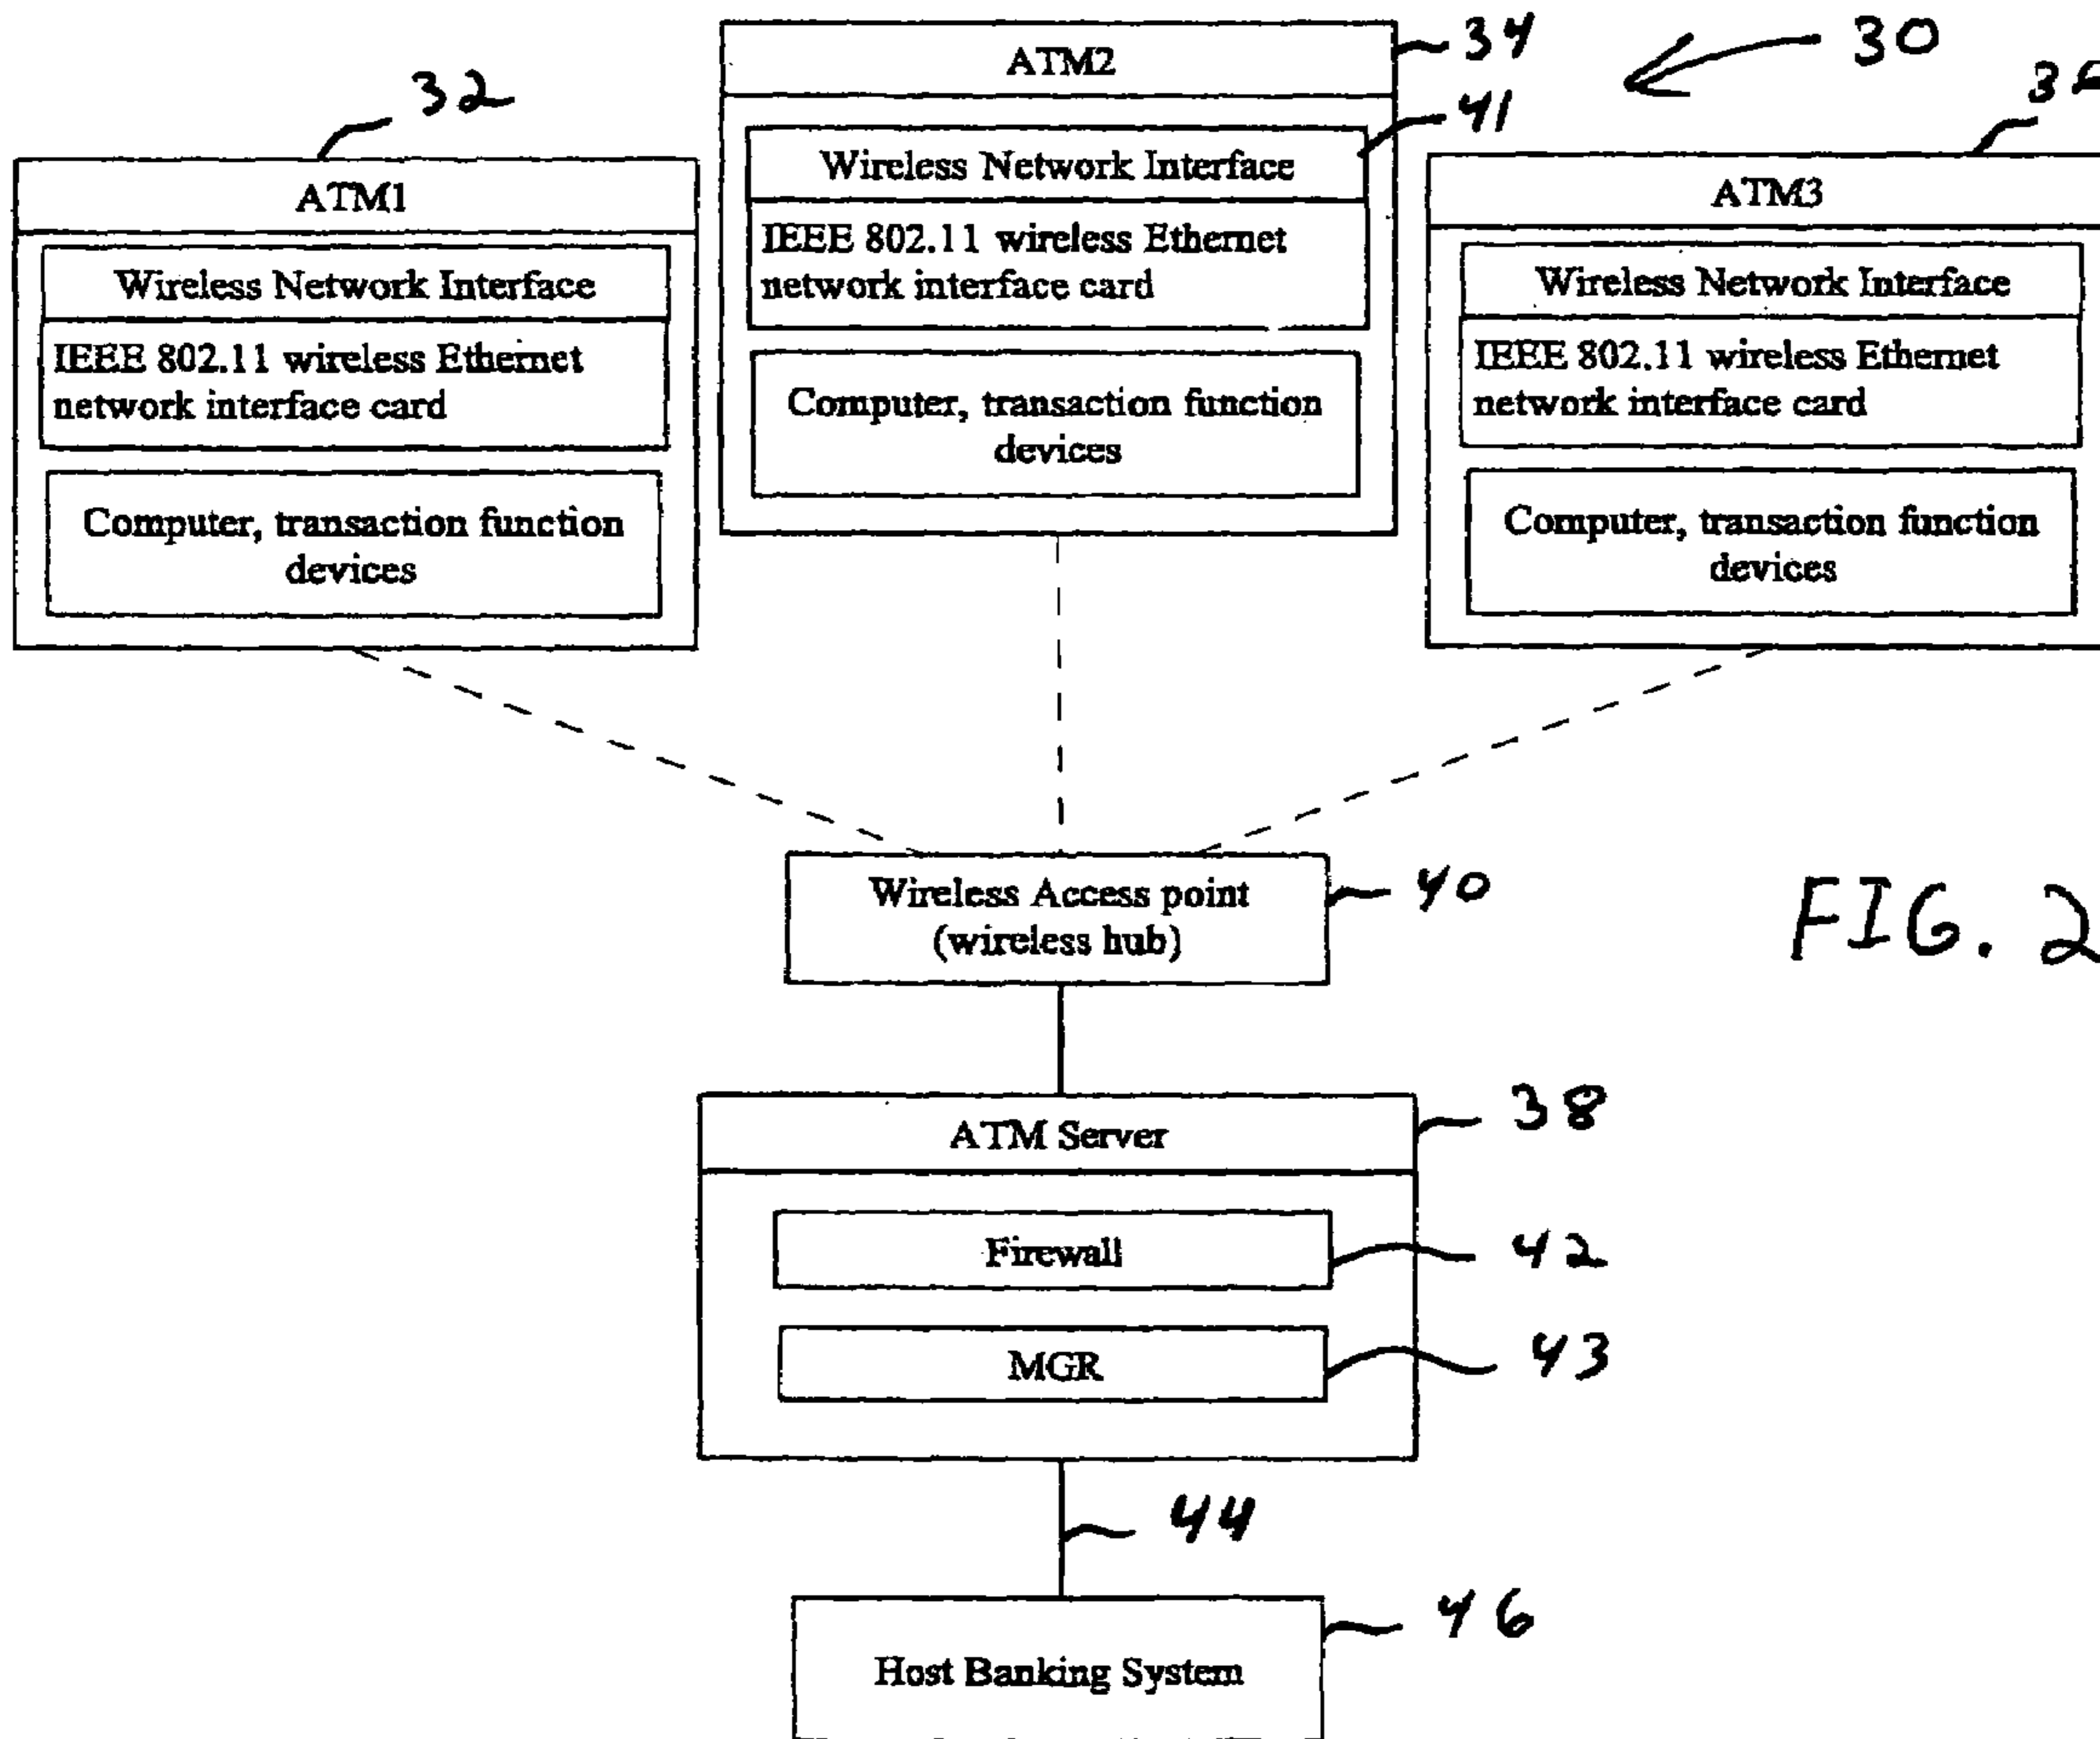 30
34
ATM2
41
Wireless Network Interface
IEEE 802.11 wireless Ethernet
network interface card
Computer, transaction function
devices
32
ATM1
Wireless Network Interface
IEEE 802.11 wireless Ethernet
network interface card
Computer, transaction function
devices
ATM3
Wireless Network Interface
IEEE 802.11 wireless Ethernet
network interface card
Computer, transaction function
devices
Wireless Access point
(wireless hub)
40
FIG. 2
ATM Server
38
Firewall
42
MGR
43
44
Host Banking System
46